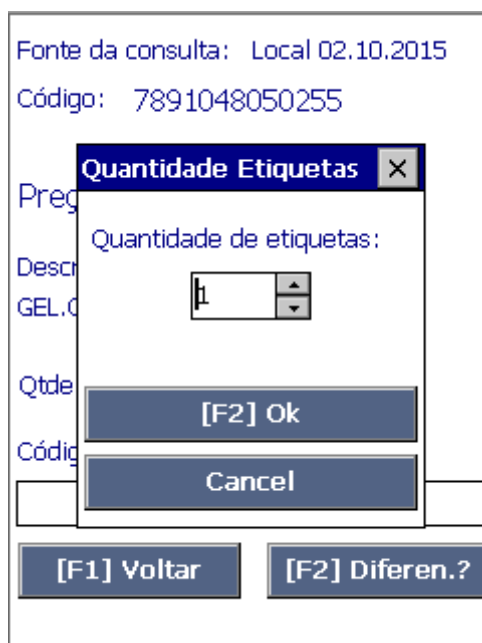 Fonte da consulta: Local 02.10.2015
Código: 7891048050255
Quantidade Etiquetas
Quantidade de etiquetas:
1
[F2] Ok
Cancel
Qtde
[F1] Voltar [F2] Diferen.?